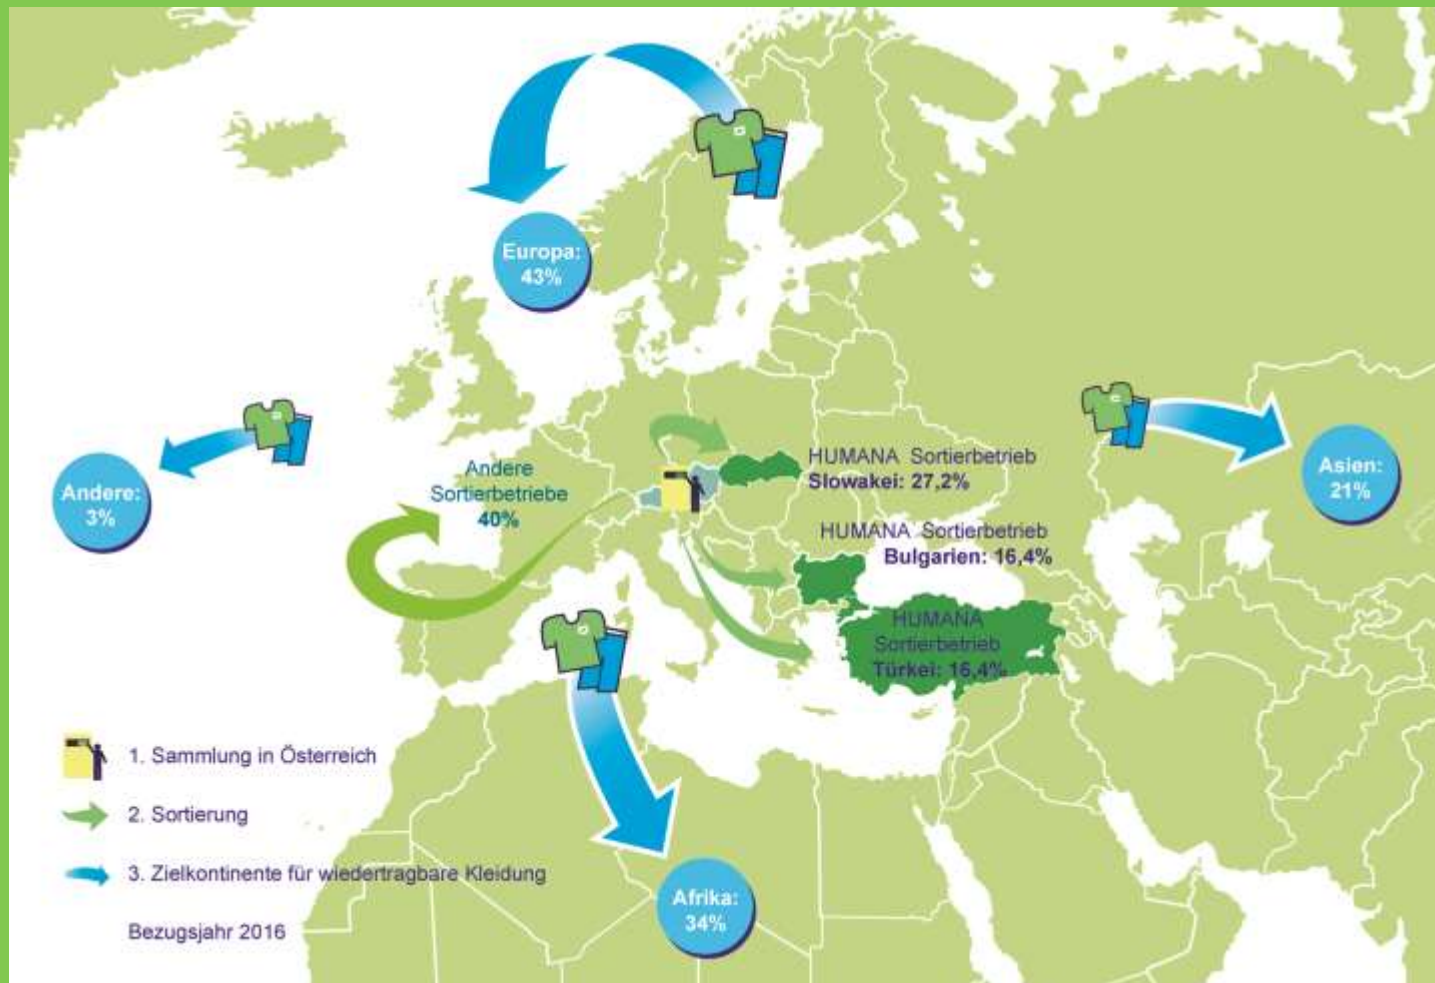 Europa:
43%
Andere:
3%
Andere
Sortierbetriebe
40%
HUMANA Sortierbetrieb
Slowakei: 27,2%
HUMANA Sortierbetrieb
Bulgarien: 16,4%
HUMANA
Sortierbetrieb
Türkei: 16,4%
Asien:
21%
1. Sammlung in Österreich
2. Sortierung
3. Zielkontinente für wiedertragbare Kleidung
Bezugsjahr 2016
Afrika:
34%